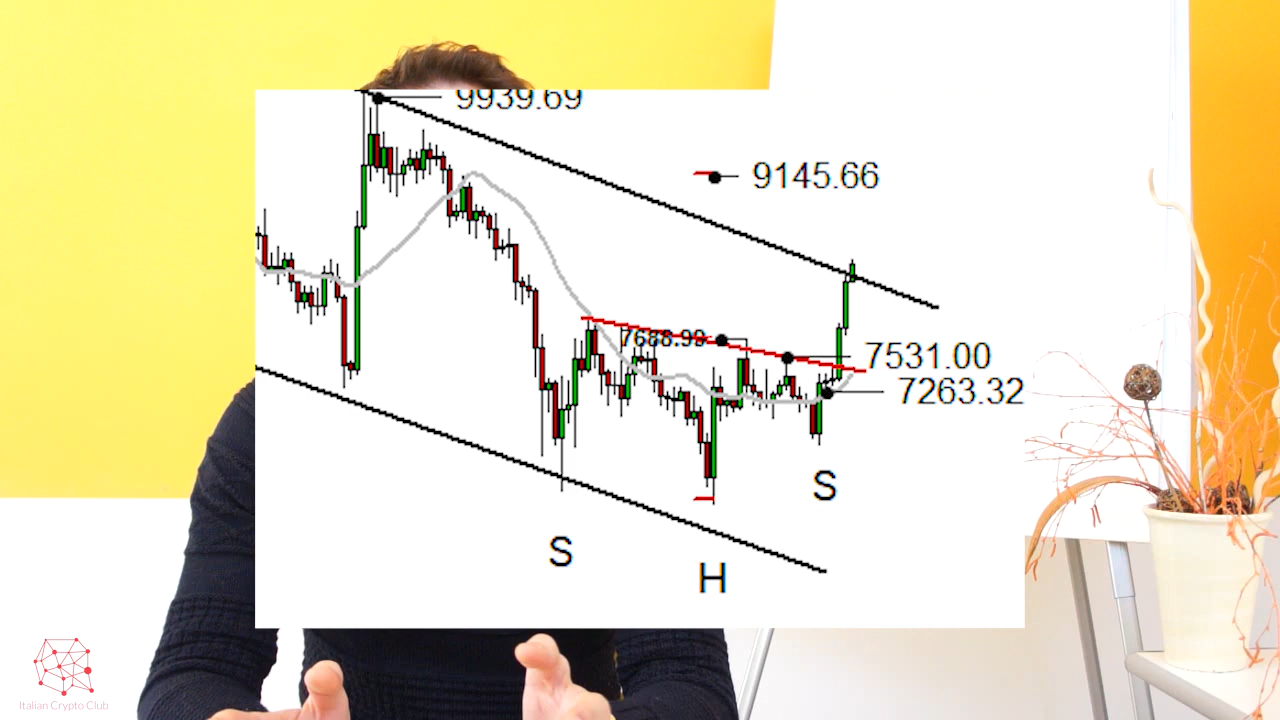 9939.69
9145.66
7688.99
7531.00
7263.32
S
S
H
Italian Crypto Club